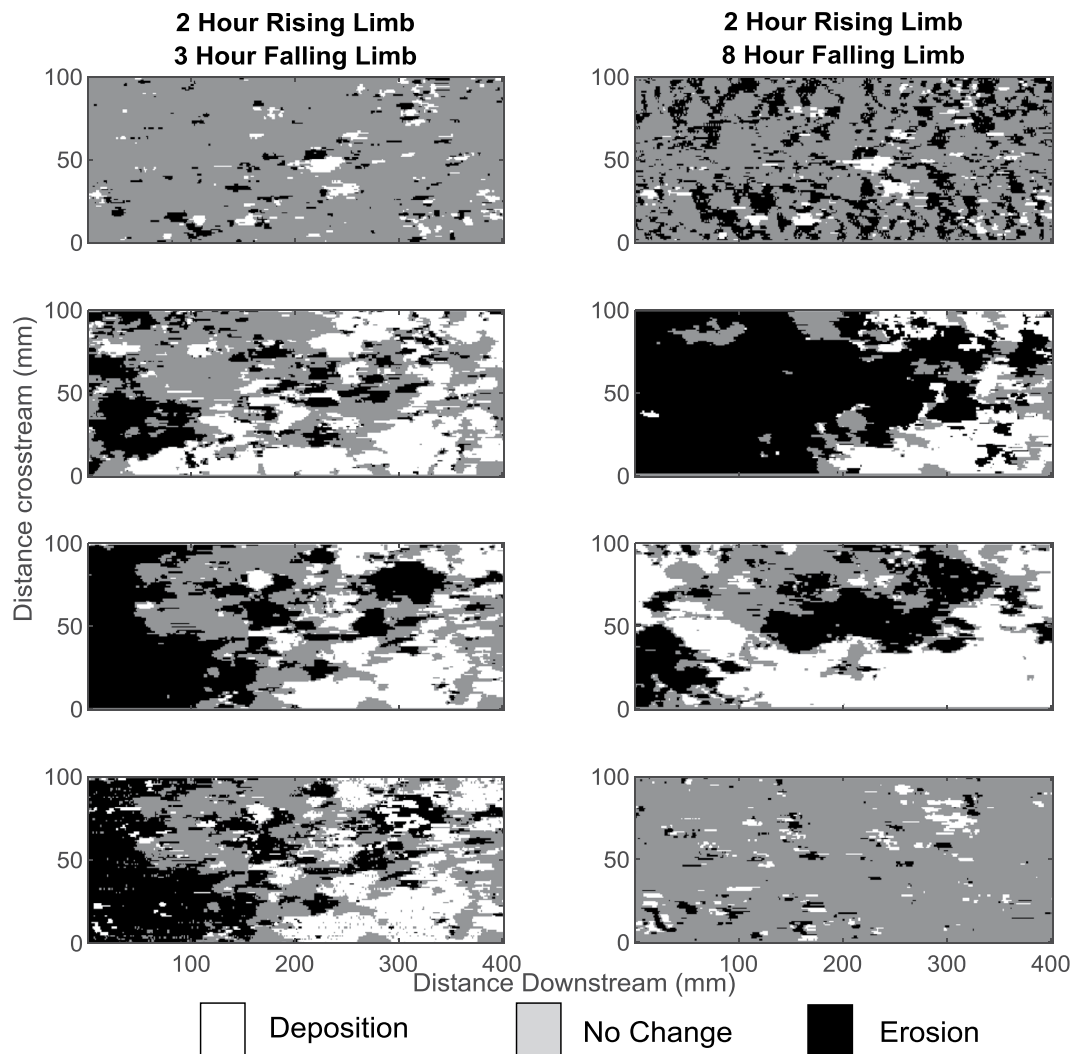 2 Hour Rising Limb
3 Hour Falling Limb
2 Hour Rising Limb
8 Hour Falling Limb
Distance crosstream (mm)
100
50
0
100
50
0
100
50
0
100
50
0
100
50
0
100
50
0
100
50
0
100
50
0
100 200 300 400
100 200 300 400
Distance Downstream (mm)
Deposition
No Change
Erosion